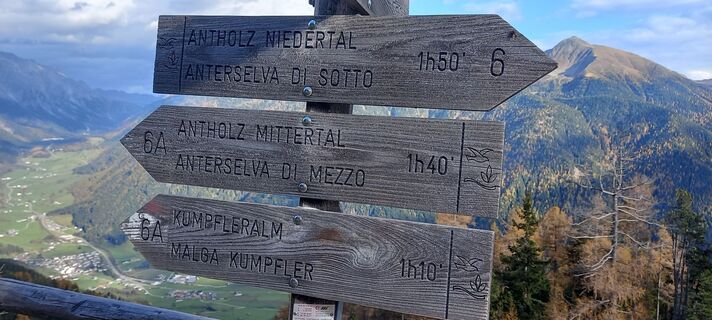 ANTHOLZ NIEDERTAL
ANTERSELVA DI SOTTO
1h50'
6
6A
ANTHOLZ MITTERTAL
ANTERSELVA DI MEZZO
1h40'
6A
KUMPFLERALM
MALGA KUMPFLER
1h10'